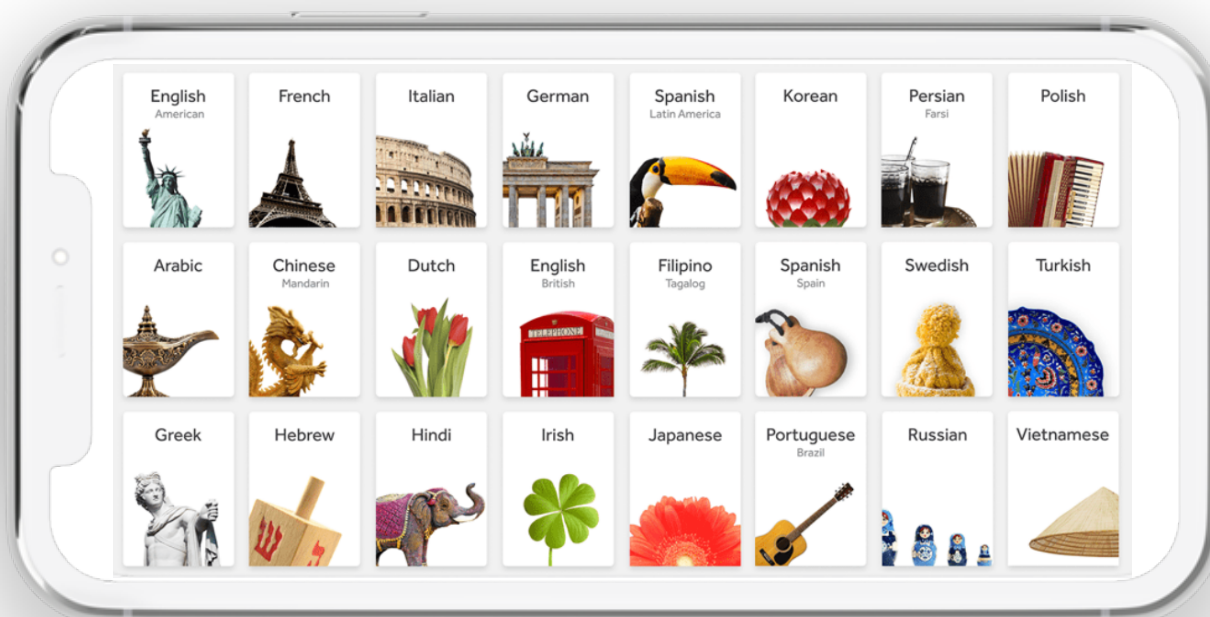 English
American
French
Italian
German
Spanish
Latin America
Korean
Persian
Farsi
Polish
Arabic
Chinese
Mandarin
Dutch
English
British
TELEPHONE
Filipino
Tagalog
Spanish
Spain
Swedish
Turkish
Greek
Hebrew
Hindi
Irish
Japanese
Portuguese
Brazil
Russian
Vietnamese